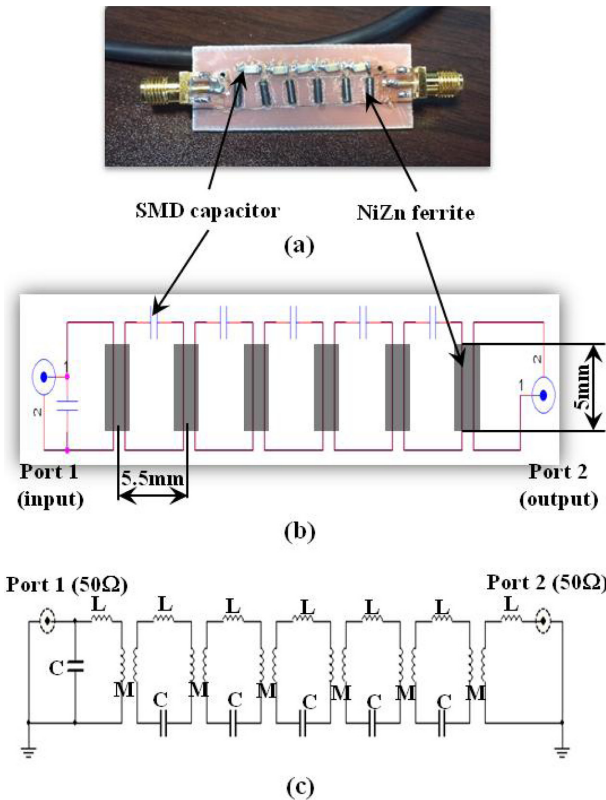 SMD capacitor
NiZn ferrite
(a)
1
2
2
1
5mm
Port 1
(input)
5.5mm
Port 2
(output)
(b)
Port 1 (50Ω)
Port 2 (50Ω)
L
L
L
L
L
L
L
C
M
C
M
C
M
C
M
C
M
C
M
(c)